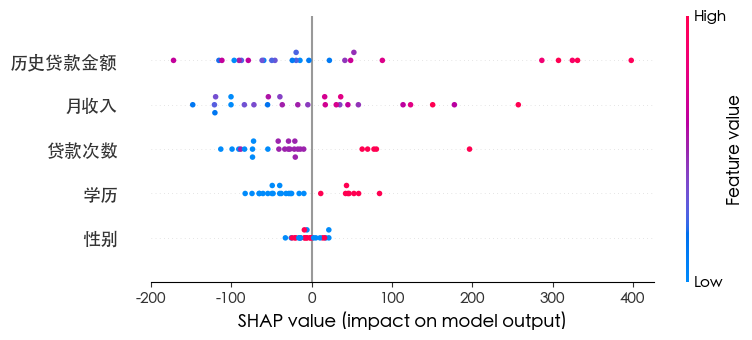 High
历史贷款金额
月收入
贷款次数
学历
性别
Feature value
Low
-200 -100 0 100 200 300 400
SHAP value (impact on model output)